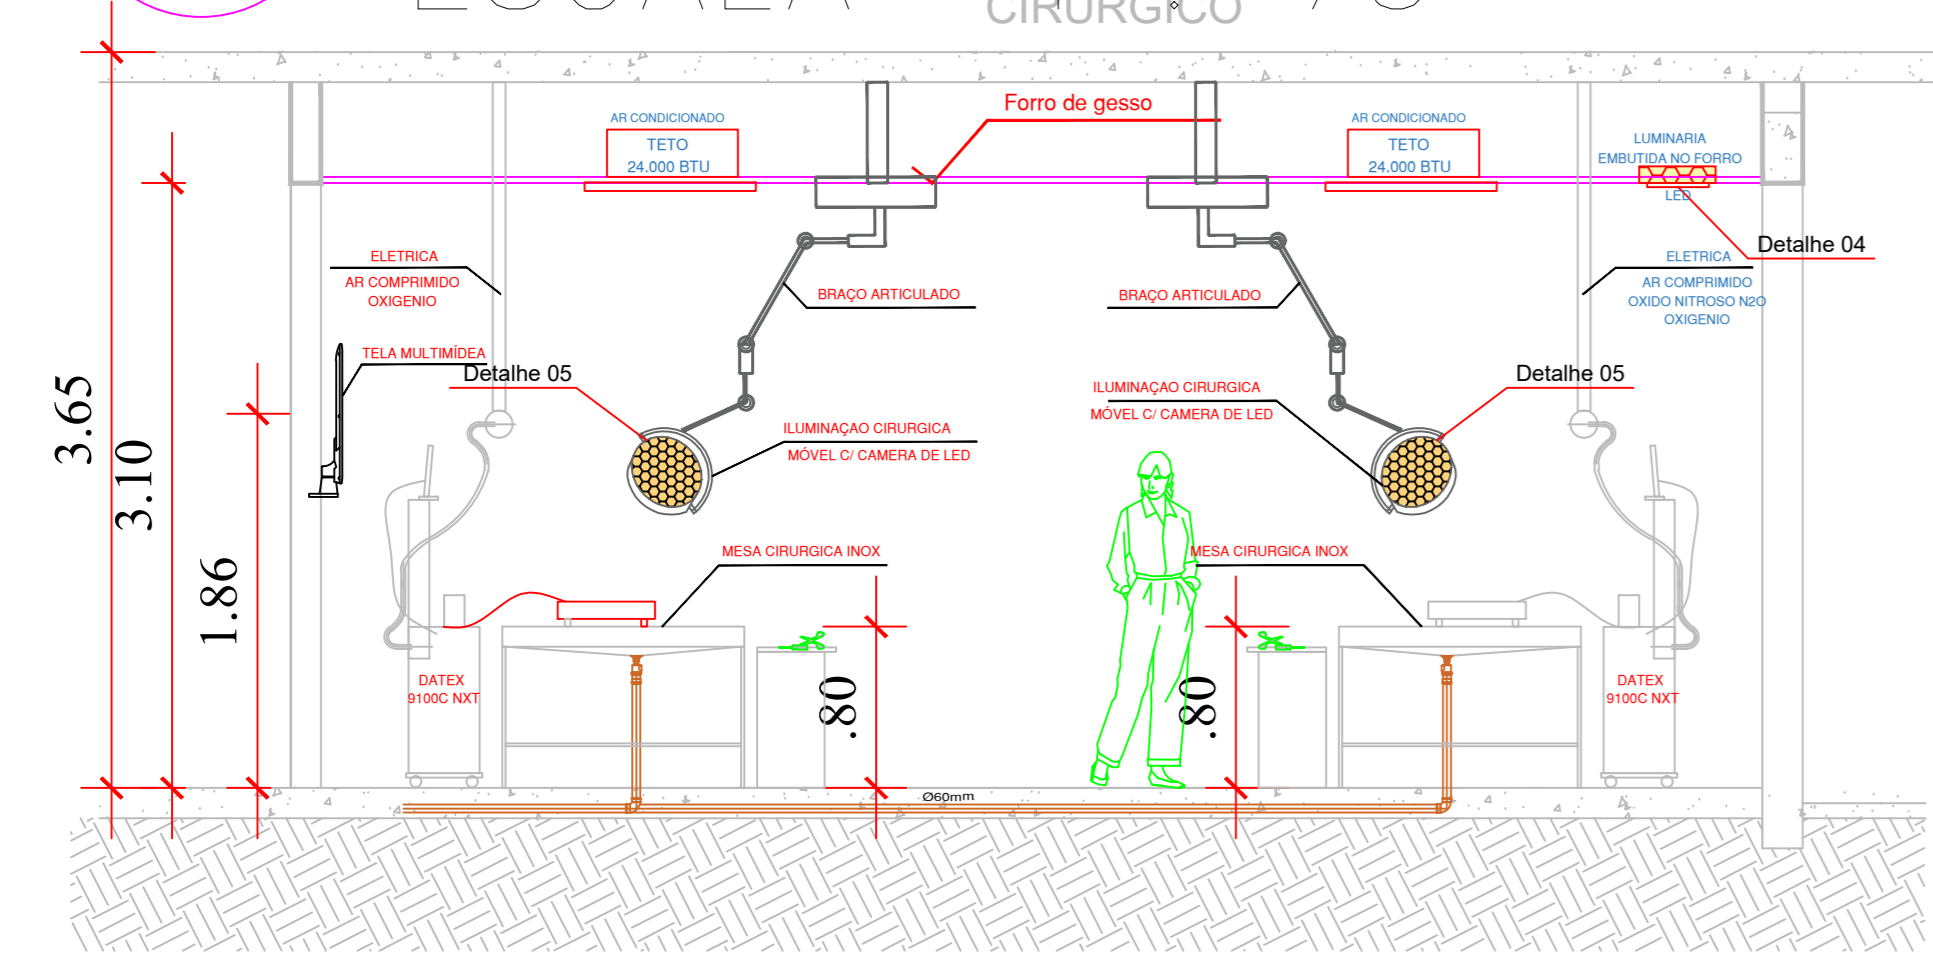 ESCALA 1 : 75
CIRÚRGICO
Forro de gesso
AR CONDICIONADO
TETO
24.000 BTU
AR CONDICIONADO
TETO
24.000 BTU
LUMINARIA
EMBUTIDA NO FORRO
LED
Detalhe 04
ELETRICA
AR COMPRIMIDO
OXIGENIO
ELETRICA
AR COMPRIMIDO
OXIDO NITROSO N2O
OXIGENIO
BRAÇO ARTICULADO
BRAÇO ARTICULADO
TELA MULTIMÍDEA
Detalhe 05
Detalhe 05
ILUMINAÇAO CIRURGICA
MÓVEL C/ CAMERA DE LED
ILUMINAÇAO CIRURGICA
MÓVEL C/ CAMERA DE LED
3.65
3.10
1.86
MESA CIRURGICA INOX
MESA CIRURGICA INOX
DATEX
9100C NXT
.80
.80
DATEX
9100C NXT
Ø60mm